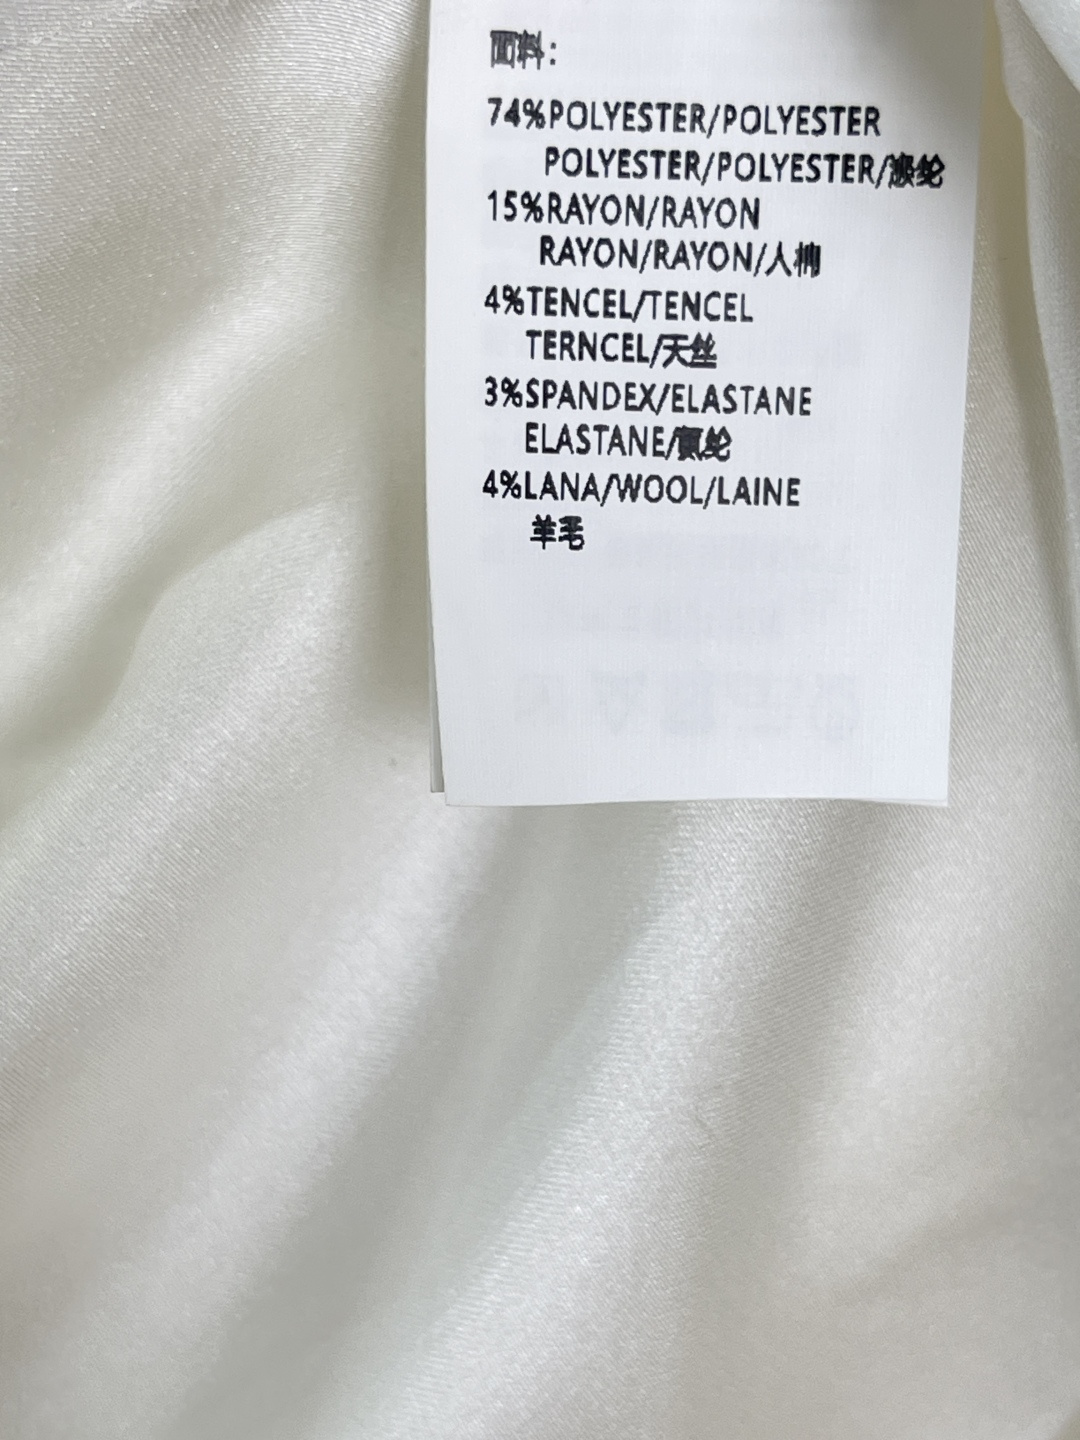 面料:
74%POLYESTER/POLYESTER
POLYESTER/POLYESTER/涤纶
15%RAYON/RAYON
RAYON/RAYON/人棉
4%TENCEL/TENCEL
TERNCEL/天丝
3%SPANDEX/ELASTANE
ELASTANE/氨纶
4%LANA/WOOL/LAINE
羊毛